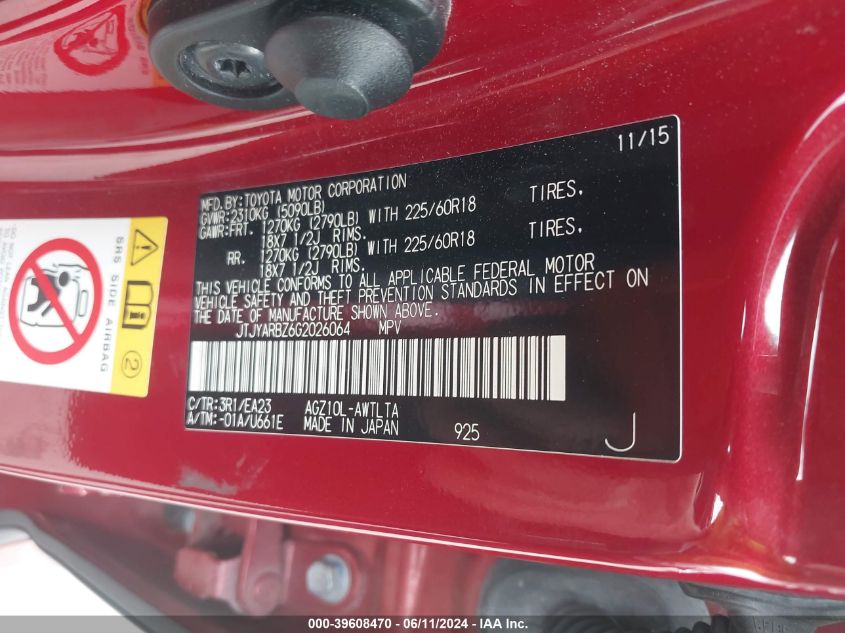 11/15
MFD.BY:TOYOTA MOTOR CORPORATION
GVWR:2310KG (5090LB)
GAWR:FRT. 1270KG (2790LB) WITH 225/60R18 TIRES,
18X7 1/2J RIMS.
RR. 1270KG (2790LB) WITH 225/60R18 TIRES,
18X7 1/2J RIMS.
THIS VEHICLE CONFORMS TO ALL APPLICABLE FEDERAL MOTOR
VEHICLE SAFETY AND THEFT PREVENTION STANDARDS IN EFFECT ON
THE DATE OF MANUFACTURE SHOWN ABOVE.
JTJYARBZ6G2026064 MPV
C/TR:3R1/EA23 AGZ10L-AWTLTA
A/TM:-01A/U661E MADE IN JAPAN 925
J
SRS SIDE AIRBAG
2
000-39608470 - 06/11/2024 - IAA Inc.